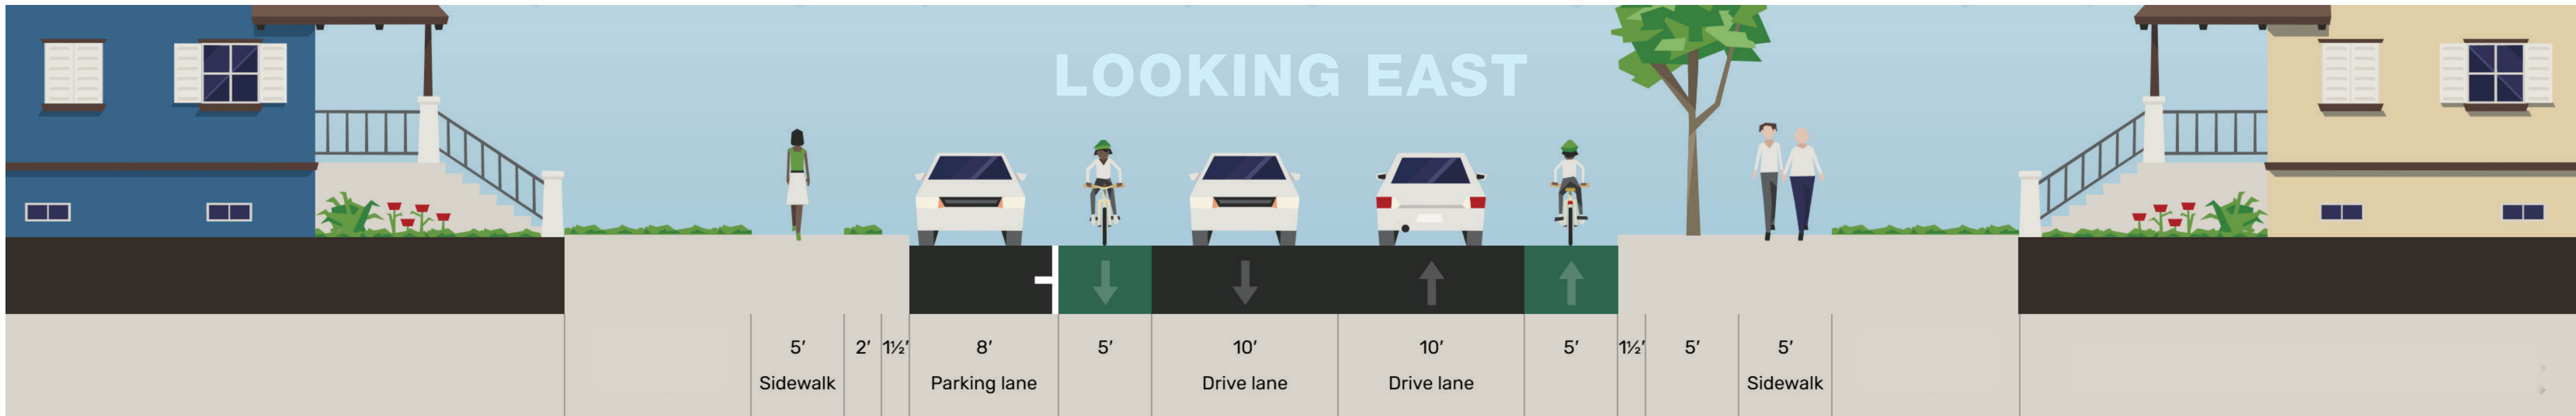 LOOKING EAST
5′ 2′ 1½′ 8′ 5′ 10′ 10′ 5′ 1½′ 5′ 5′
Sidewalk Parking lane Drive lane Drive lane Sidewalk